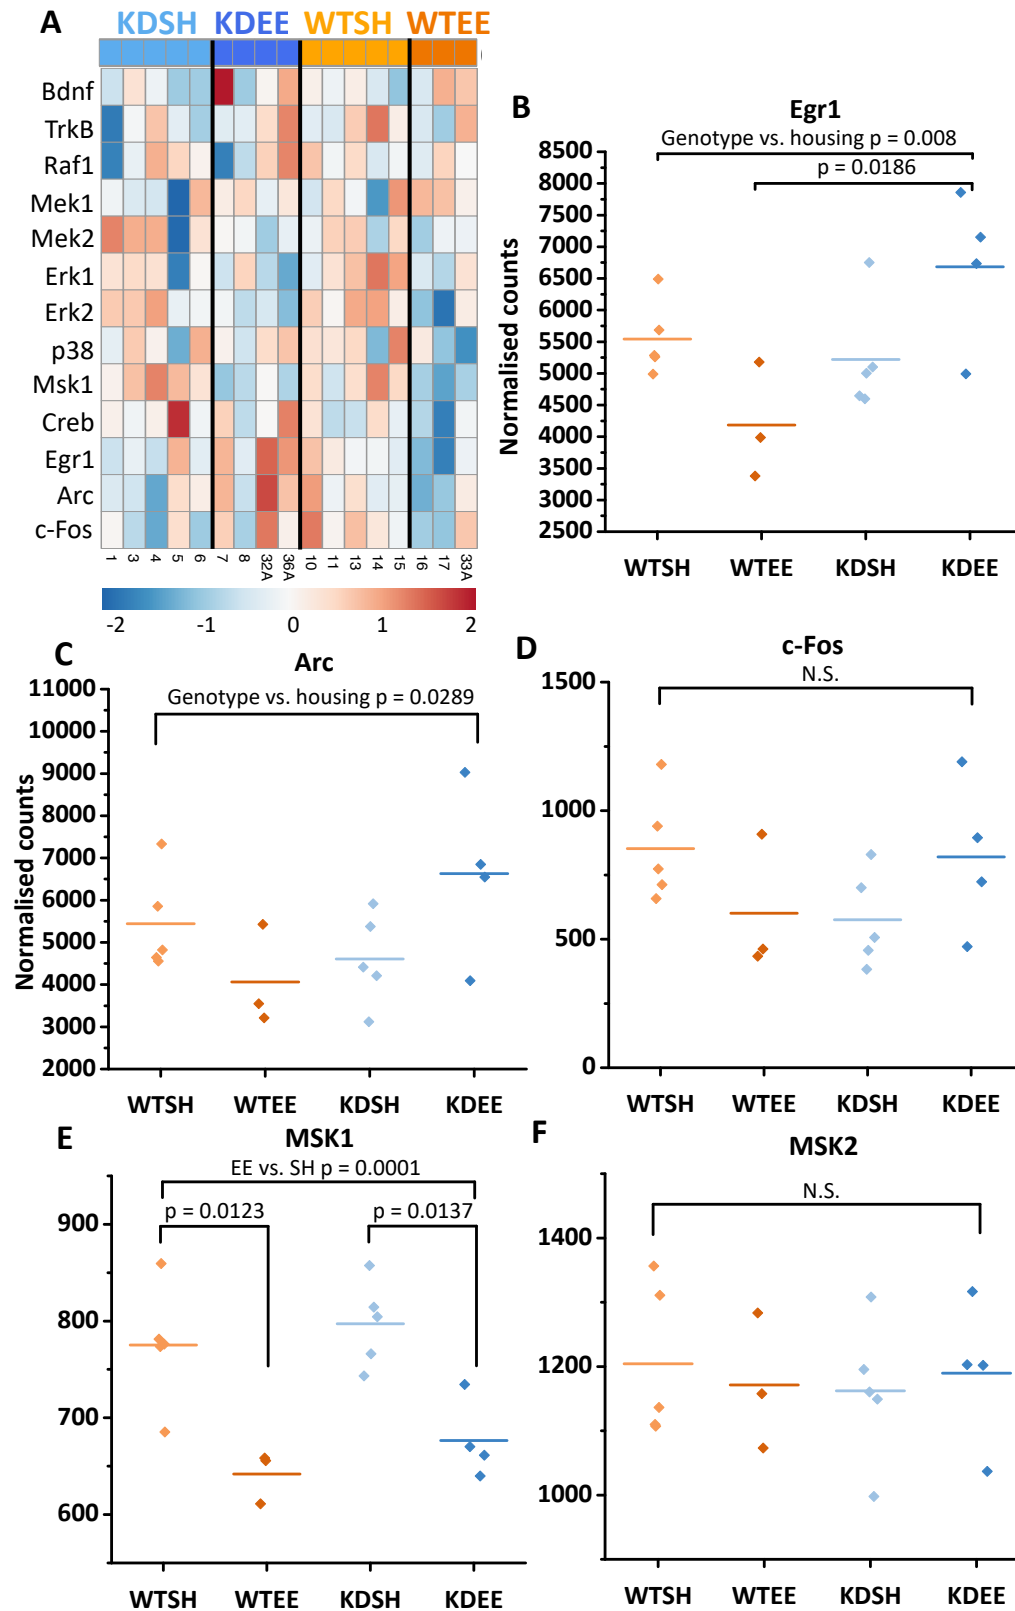 A
KDSH KDEE WTSH WTEE
Bdnf
TrkB
Raf1
Mek1
Mek2
Erk1
Erk2
p38
Msk1
Creb
Egr1
Arc
c-Fos
1 3 4 5 6 7 8 32A 36A 10 11 13 14 15 16 17 33A
-2 -1 0 1 2
B
Egr1
Genotype vs. housing p = 0.008
p = 0.0186
Normalised counts
8500
8000
7500
7000
6500
6000
5500
5000
4500
4000
3500
3000
2500
WTSH WTEE KDSH KDEE
C
Arc
Genotype vs. housing p = 0.0289
Normalised counts
11000
10000
9000
8000
7000
6000
5000
4000
3000
2000
WTSH WTEE KDSH KDEE
D
c-Fos
N.S.
1500
1000
500
0
WTSH WTEE KDSH KDEE
E
MSK1
EE vs. SH p = 0.0001
p = 0.0123 p = 0.0137
900
800
700
600
WTSH WTEE KDSH KDEE
F
MSK2
N.S.
1400
1200
1000
WTSH WTEE KDSH KDEE